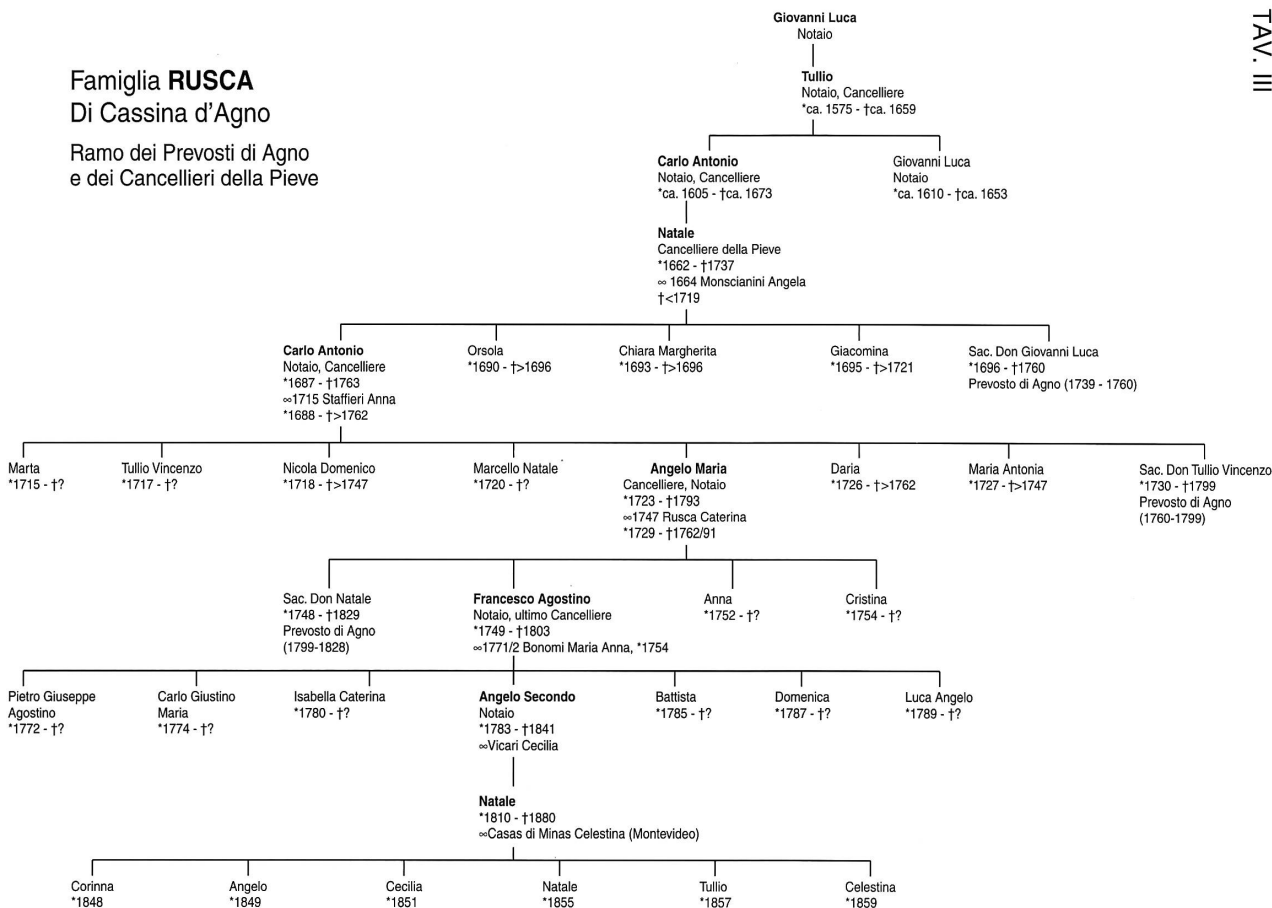 TAV. III
Famiglia RUSCA
Di Cassina d'Agno
Ramo dei Prevosti di Agno
e dei Cancellieri della Pieve
Giovanni Luca
Notaio
Tullio
Notaio, Cancelliere
*ca. 1575 - †ca. 1659
Carlo Antonio
Notaio, Cancelliere
*ca. 1605 - †ca. 1673
Giovanni Luca
Notaio
*ca. 1610 - †ca. 1653
Natale
Cancelliere della Pieve
*1662 - †1737
∞ 1664 Monscianini Angela
†<1719
Carlo Antonio
Notaio, Cancelliere
*1687 - †1763
∞1715 Staffieri Anna
*1688 - †>1762
Orsola
*1690 - †>1696
Chiara Margherita
*1693 - †>1696
Giacomina
*1695 - †>1721
Sac. Don Giovanni Luca
*1696 - †1760
Prevosto di Agno (1739 - 1760)
Marta
*1715 - †?
Tullio Vincenzo
*1717 - †?
Nicola Domenico
*1718 - †>1747
Marcello Natale
*1720 - †?
Angelo Maria
Cancelliere, Notaio
*1723 - †1793
∞1747 Rusca Caterina
*1729 - †1762/91
Daria
*1726 - †>1762
Maria Antonia
*1727 - †>1747
Sac. Don Tullio Vincenzo
*1730 - †1799
Prevosto di Agno
(1760-1799)
Sac. Don Natale
*1748 - †1829
Prevosto di Agno
(1799-1828)
Francesco Agostino
Notaio, ultimo Cancelliere
*1749 - †1803
∞1771/2 Bonomi Maria Anna, *1754
Anna
*1752 - †?
Cristina
*1754 - †?
Pietro Giuseppe
Agostino
*1772 - †?
Carlo Giustino
Maria
*1774 - †?
Isabella Caterina
*1780 - †?
Angelo Secondo
Notaio
*1783 - †1841
∞Vicari Cecilia
Battista
*1785 - †?
Domenica
*1787 - †?
Luca Angelo
*1789 - †?
Natale
*1810 - †1880
∞Casas di Minas Celestina (Montevideo)
Corinna
*1848
Angelo
*1849
Cecilia
*1851
Natale
*1855
Tullio
*1857
Celestina
*1859